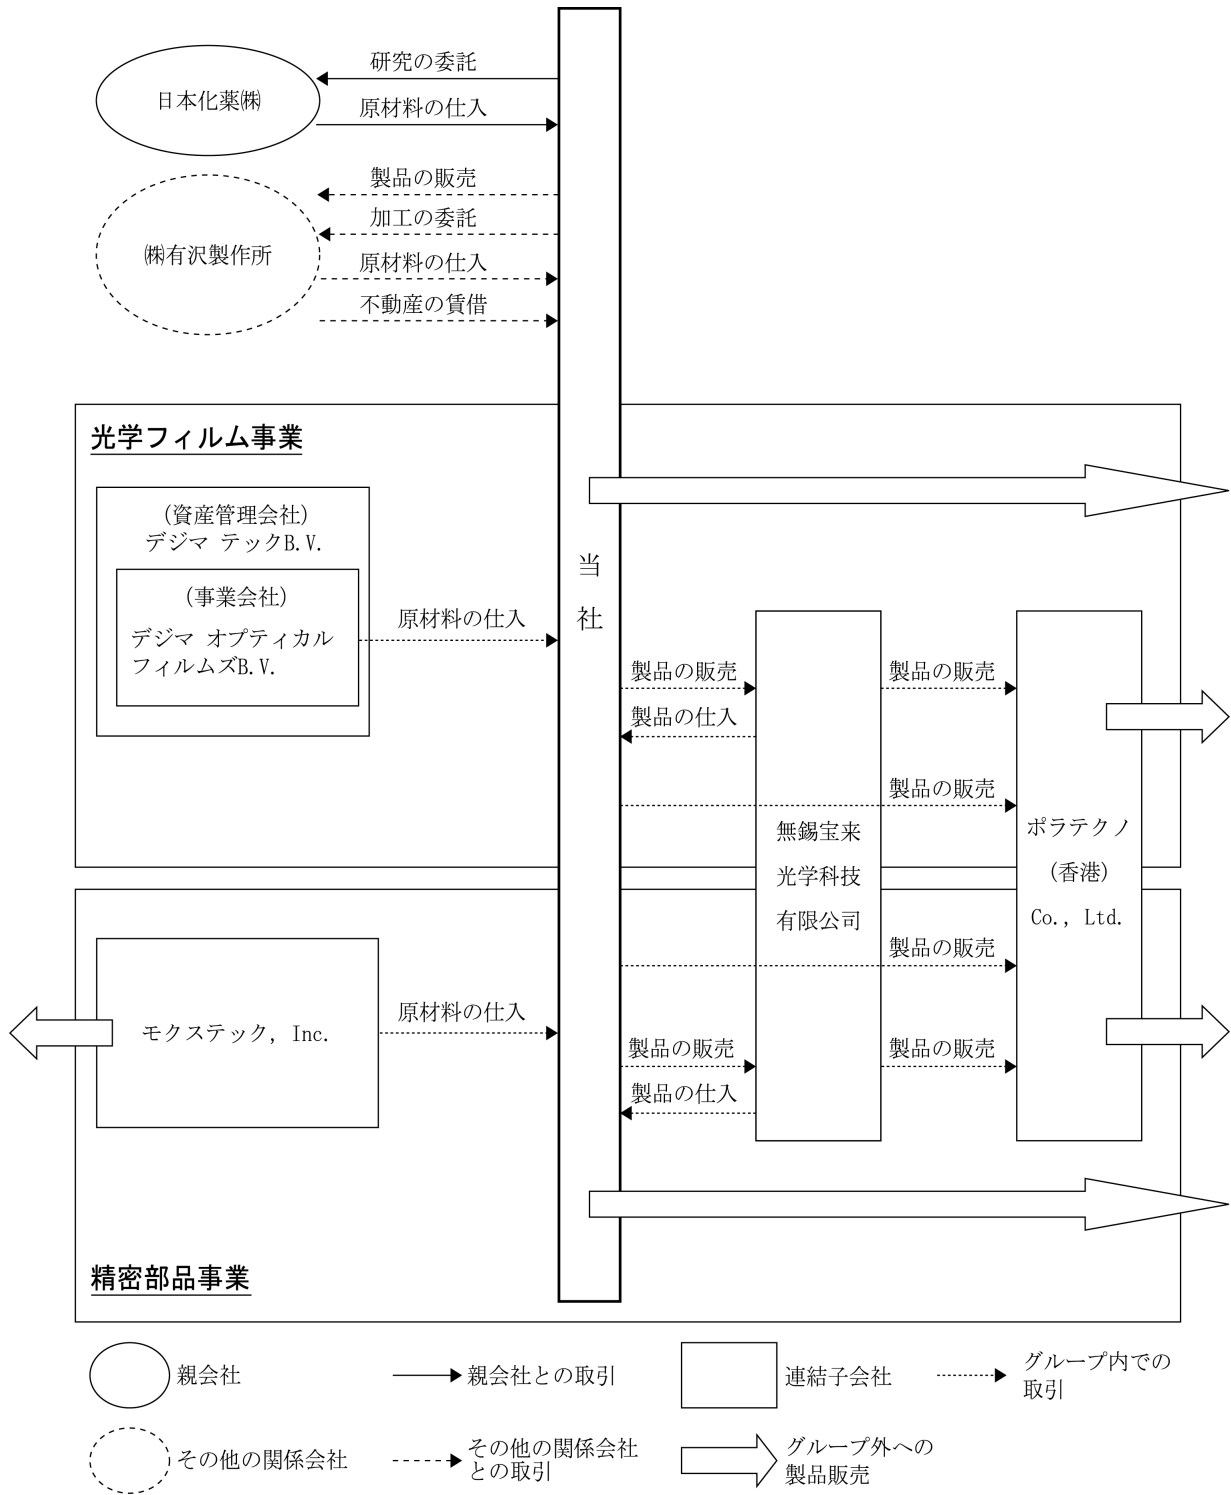 研究の委託
日本化薬㈱
原材料の仕入
製品の販売
加工の委託
㈱有沢製作所
原材料の仕入
不動産の賃借
光学フィルム事業
(資産管理会社)
デジマ テックB.V.
(事業会社)
デジマ オプティカル
フィルムズB.V.
原材料の仕入
当
社
製品の販売
製品の販売
製品の仕入
製品の販売
無錫宝来
光学科技
有限公司
ポラテクノ
(香港)
Co., Ltd.
製品の販売
モクステック, Inc.
原材料の仕入
製品の販売
製品の販売
製品の仕入
精密部品事業
親会社
親会社との取引
連結子会社
グループ内での
取引
その他の関係会社
その他の関係会社
との取引
グループ外への
製品販売